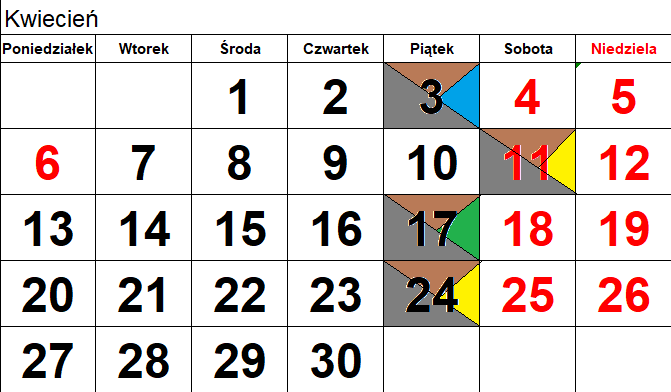 Kwiecień
Poniedziałek Wtorek Środa Czwartek Piątek Sobota Niedziela
1 2 3 4 5
6 7 8 9 10 11 12
13 14 15 16 17 18 19
20 21 22 23 24 25 26
27 28 29 30